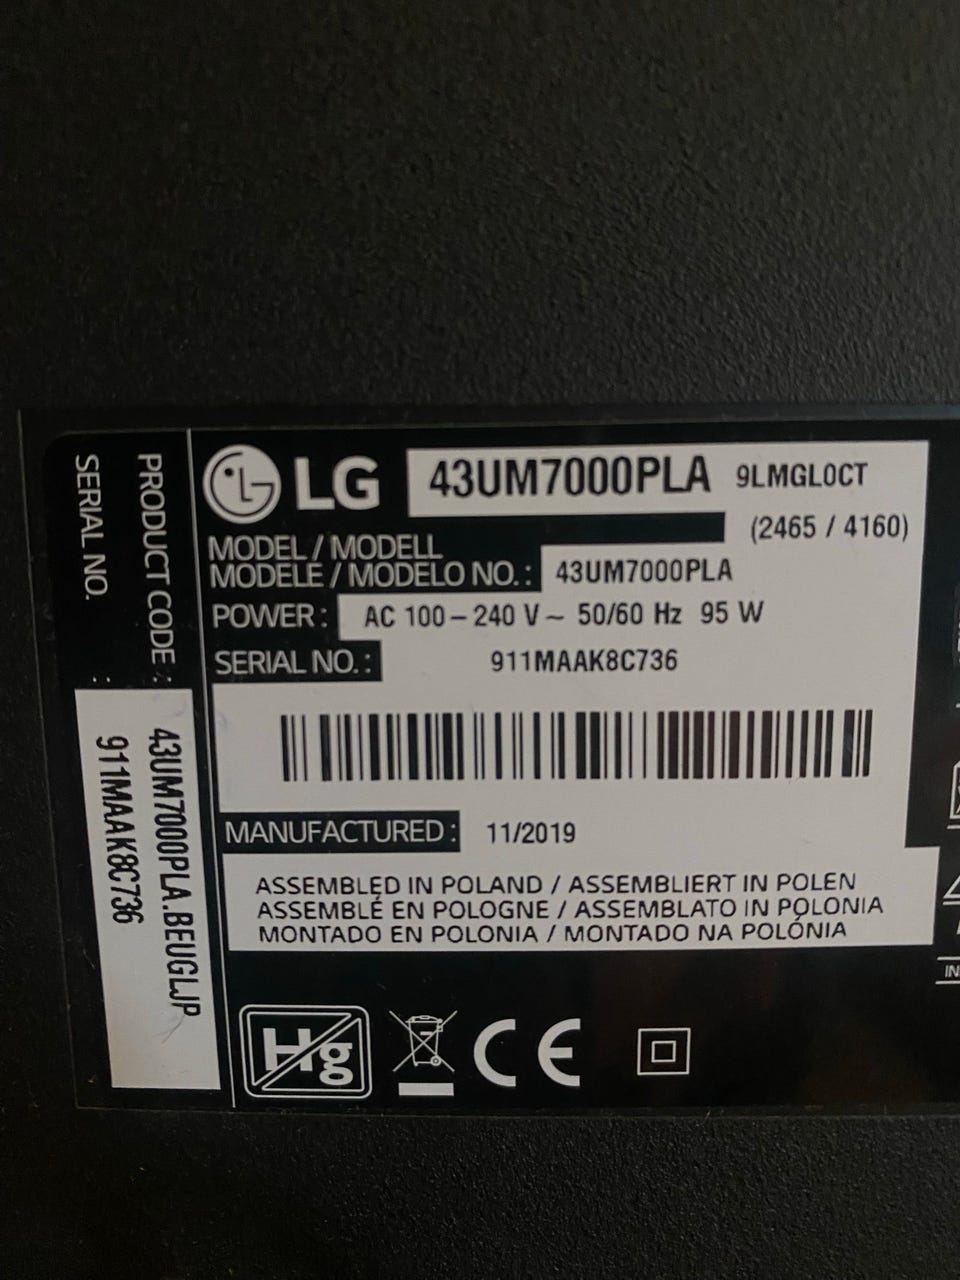 LG 43UM7000PLA 9LMGL0CT
(2465 / 4160)
MODEL / MODELL
MODÈLE / MODELO NO. : 43UM7000PLA
POWER : AC 100 – 240 V ~ 50/60 Hz 95 W
SERIAL NO. : 911MAAK8C736
MANUFACTURED : 11/2019
ASSEMBLED IN POLAND / ASSEMBLIERT IN POLEN
ASSEMBLÉ EN POLOGNE / ASSEMBLATO IN POLONIA
MONTADO EN POLONIA / MONTADO NA POLÓNIA
Hg CE
PRODUCT CODE : 43UM7000PLA.BEUGLJP
SERIAL NO. : 911MAAK8C736